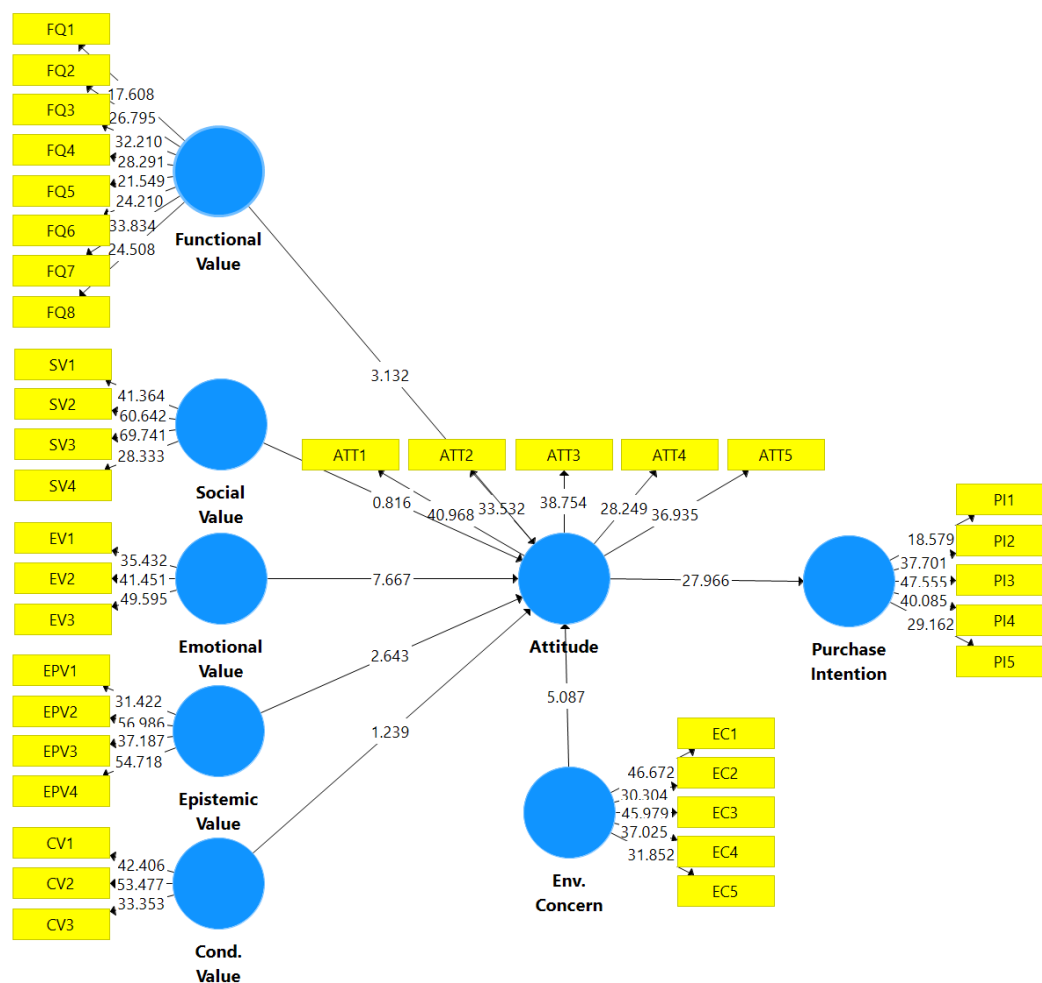 FQ1
FQ2
FQ3
FQ4
FQ5
FQ6
FQ7
FQ8
17.608
26.795
32.210
28.291
21.549
24.210
33.834
24.508
Functional
Value
3.132
SV1
SV2
SV3
SV4
41.364
60.642
69.741
28.333
Social
Value
0.816
ATT1
ATT2
ATT3
ATT4
ATT5
40.968
33.532
38.754
28.249
36.935
EV1
EV2
EV3
35.432
41.451
49.595
Emotional
Value
7.667
Attitude
27.966
Purchase
Intention
PI1
PI2
PI3
PI4
PI5
18.579
37.701
47.555
40.085
29.162
EPV1
EPV2
EPV3
EPV4
31.422
56.986
37.187
54.718
Epistemic
Value
2.643
CV1
CV2
CV3
42.406
53.477
33.353
Cond.
Value
1.239
5.087
EC1
EC2
EC3
EC4
EC5
46.672
30.304
45.979
37.025
31.852
Env.
Concern